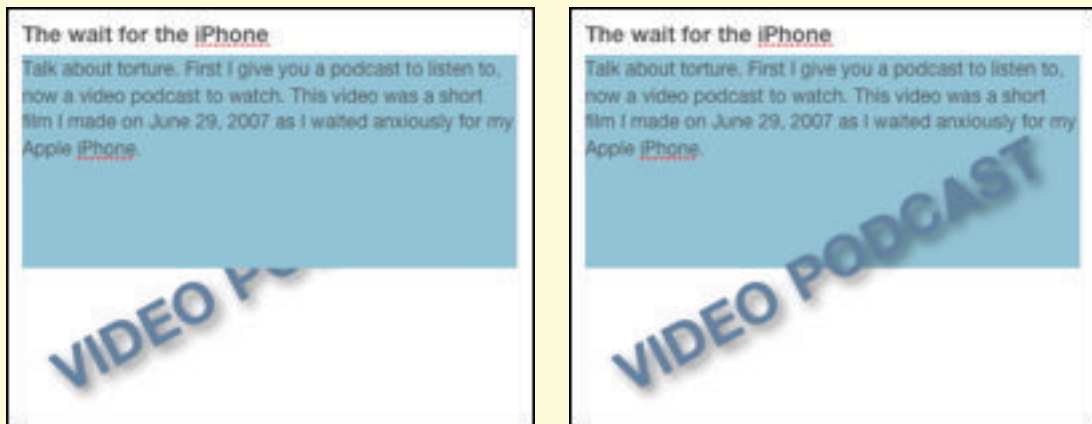 The wait for the iPhone
Talk about torture. First I give you a podcast to listen to,
now a video podcast to watch. This video was a short
film I made on June 29, 2007 as I waited anxiously for my
Apple iPhone.
VIDEO PO
The wait for the iPhone
Talk about torture. First I give you a podcast to listen to,
now a video podcast to watch. This video was a short
film I made on June 29, 2007 as I waited anxiously for my
Apple iPhone.
VIDEO PODCAST